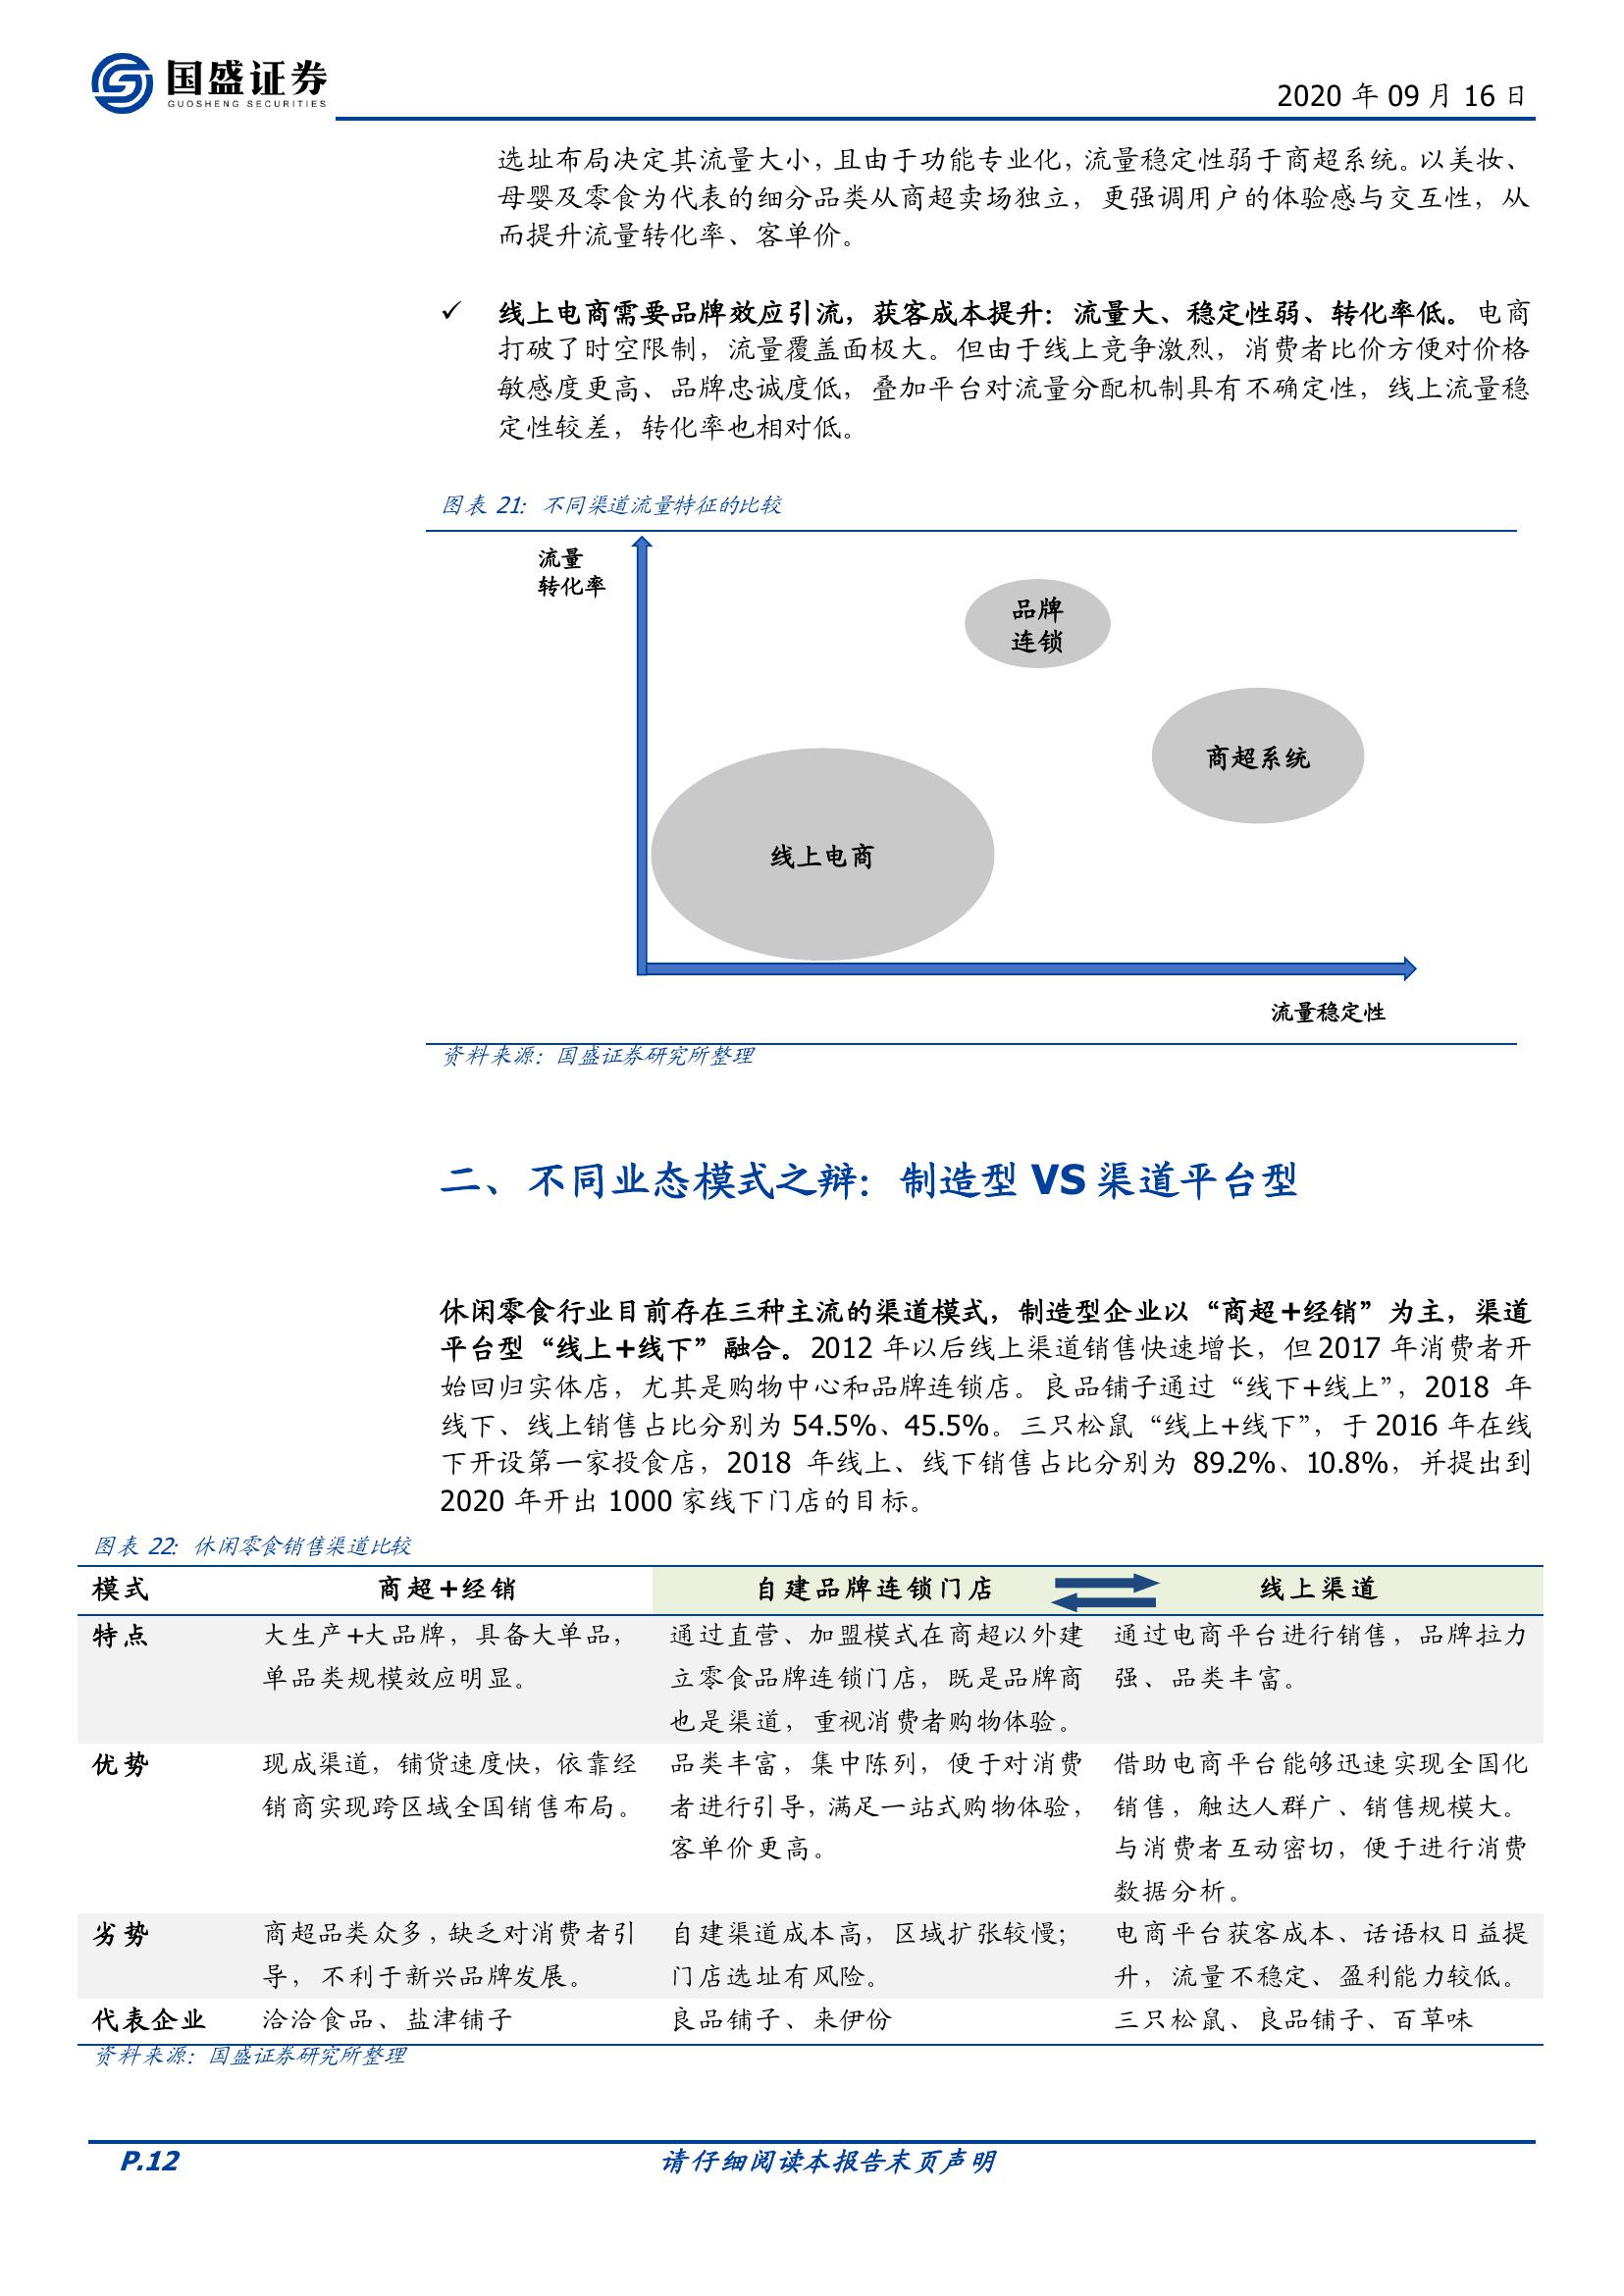 国盛证券
GUOSHENG SECURITIES
2020 年 09 月 16 日
选址布局决定其流量大小，且由于功能专业化，流量稳定性弱于商超系统。以美妆、
母婴及零食为代表的细分品类从商超卖场独立，更强调用户的体验感与交互性，从
而提升流量转化率、客单价。
✓ 线上电商需要品牌效应引流，获客成本提升：流量大、稳定性弱、转化率低。电商
打破了时空限制，流量覆盖面极大。但由于线上竞争激烈，消费者比价方便对价格
敏感度更高、品牌忠诚度低，叠加平台对流量分配机制具有不确定性，线上流量稳
定性较差，转化率也相对低。
图表 21：不同渠道流量特征的比较
流量
转化率
品牌
连锁
商超系统
线上电商
流量稳定性
资料来源：国盛证券研究所整理
二、不同业态模式之辩：制造型 VS 渠道平台型
休闲零食行业目前存在三种主流的渠道模式，制造型企业以“商超+经销”为主，渠道
平台型“线上+线下”融合。2012 年以后线上渠道销售快速增长，但 2017 年消费者开
始回归实体店，尤其是购物中心和品牌连锁店。良品铺子通过“线下+线上”，2018 年
线下、线上销售占比分别为 54.5%、45.5%。三只松鼠“线上+线下”，于 2016 年在线
下开设第一家投食店，2018 年线上、线下销售占比分别为 89.2%、10.8%，并提出到
2020 年开出 1000 家线下门店的目标。
图表 22：休闲零食销售渠道比较
模式 商超+经销 自建品牌连锁门店 线上渠道
特点 大生产+大品牌，具备大单品， 通过直营、加盟模式在商超以外建 通过电商平台进行销售，品牌拉力
单品类规模效应明显。 立零食品牌连锁门店，既是品牌商 强、品类丰富。
也是渠道，重视消费者购物体验。
优势 现成渠道，铺货速度快，依靠经 品类丰富，集中陈列，便于对消费 借助电商平台能够迅速实现全国化
销商实现跨区域全国销售布局。 者进行引导，满足一站式购物体验， 销售，触达人群广、销售规模大。
客单价更高。 与消费者互动密切，便于进行消费
数据分析。
劣势 商超品类众多，缺乏对消费者引 自建渠道成本高，区域扩张较慢； 电商平台获客成本、话语权日益提
导，不利于新兴品牌发展。 门店选址有风险。 升，流量不稳定、盈利能力较低。
代表企业 洽洽食品、盐津铺子 良品铺子、来伊份 三只松鼠、良品铺子、百草味
资料来源：国盛证券研究所整理
P.12 请仔细阅读本报告末页声明